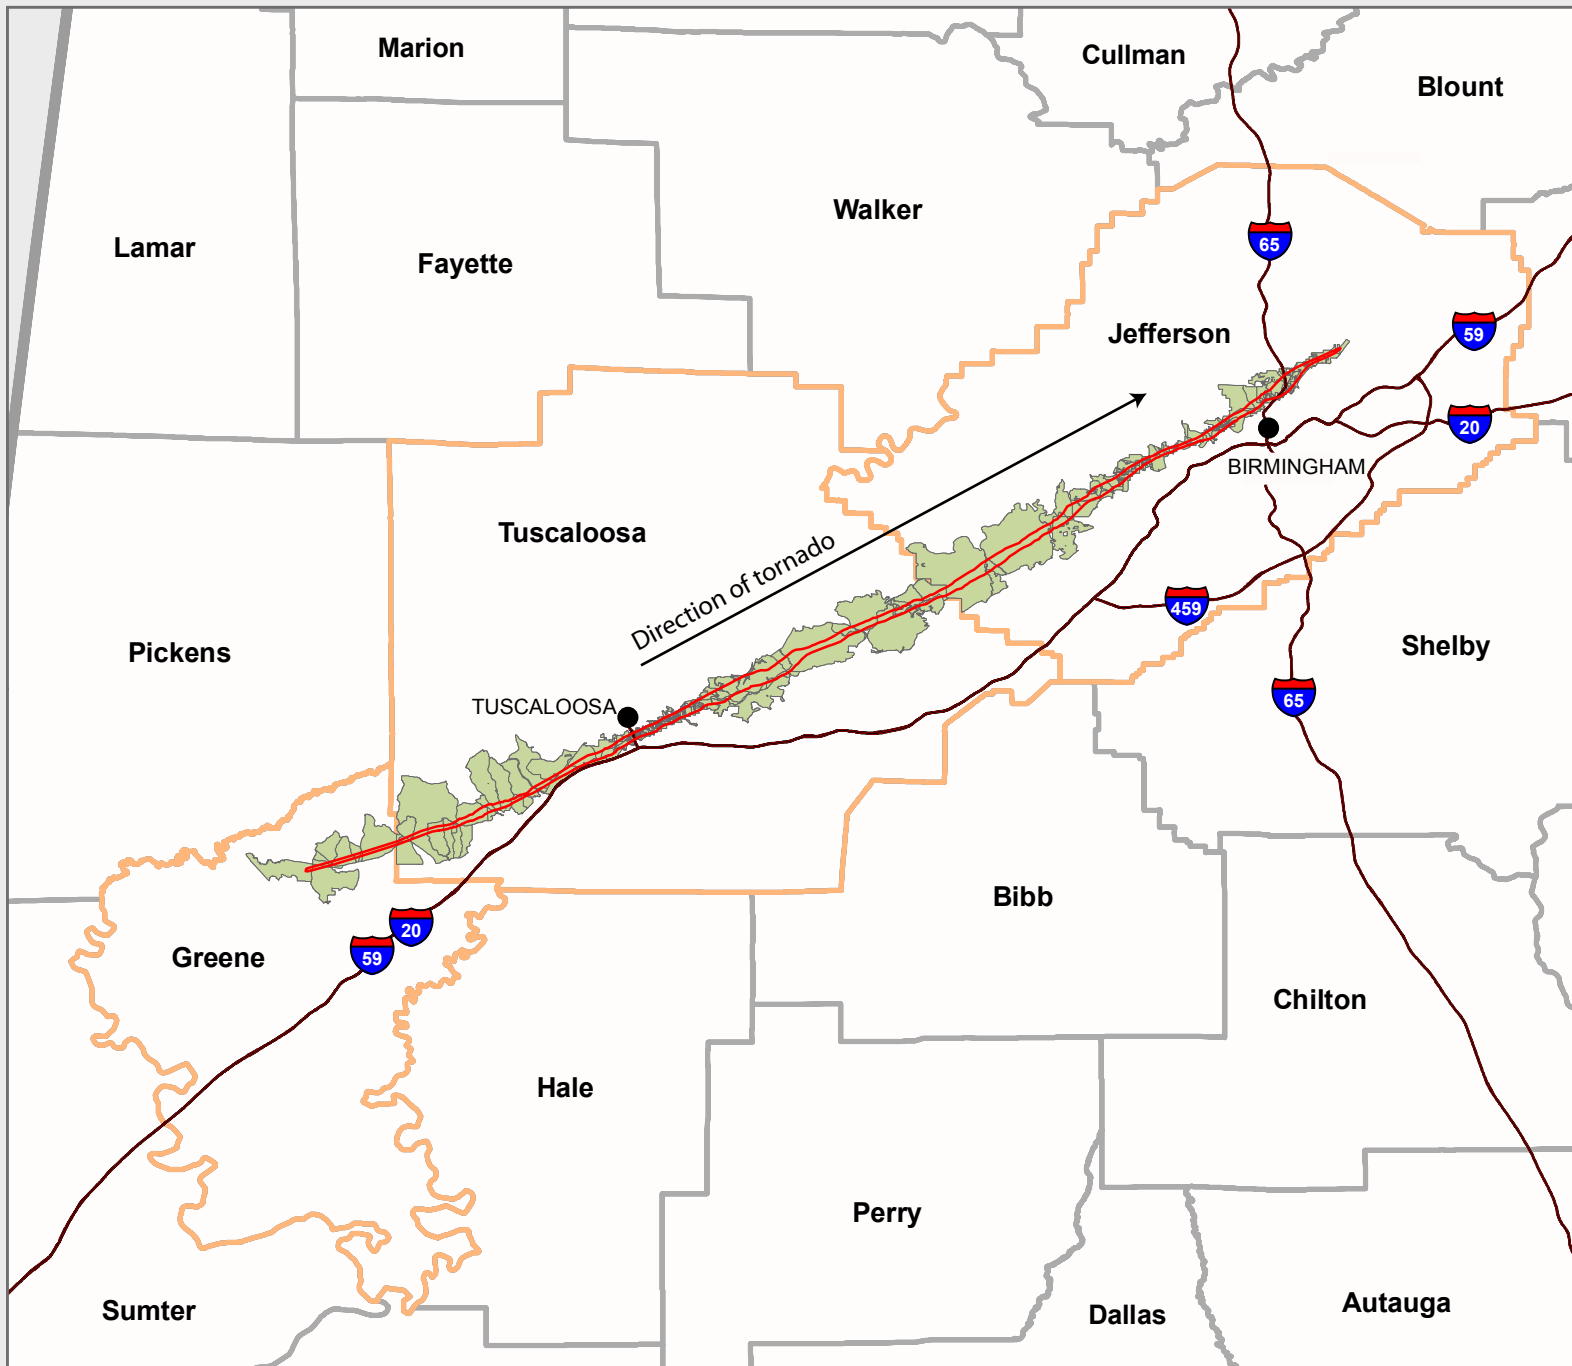 Marion
Cullman
Blount
Walker
65
Lamar
Fayette
Jefferson
59
20
BIRMINGHAM
Tuscaloosa
Direction of tornado
459
Pickens
Shelby
TUSCALOOSA
65
Bibb
20
59
Greene
Chilton
Hale
Perry
Sumter
Dallas
Autauga